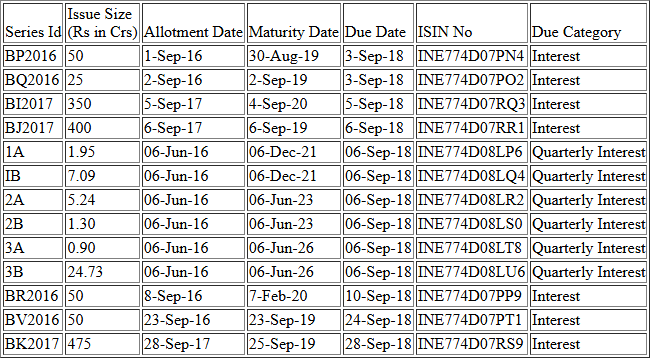 Series Id Issue Size (Rs in Crs) Allotment Date Maturity Date Due Date ISIN No Due Category
BP2016 50 1-Sep-16 30-Aug-19 3-Sep-18 INE774D07PN4 Interest
BQ2016 25 2-Sep-16 2-Sep-19 3-Sep-18 INE774D07PO2 Interest
BI2017 350 5-Sep-17 4-Sep-20 5-Sep-18 INE774D07RQ3 Interest
BJ2017 400 6-Sep-17 6-Sep-19 6-Sep-18 INE774D07RR1 Interest
1A 1.95 06-Jun-16 06-Dec-21 06-Sep-18 INE774D08LP6 Quarterly Interest
IB 7.09 06-Jun-16 06-Dec-21 06-Sep-18 INE774D08LQ4 Quarterly Interest
2A 5.24 06-Jun-16 06-Jun-23 06-Sep-18 INE774D08LR2 Quarterly Interest
2B 1.30 06-Jun-16 06-Jun-23 06-Sep-18 INE774D08LS0 Quarterly Interest
3A 0.90 06-Jun-16 06-Jun-26 06-Sep-18 INE774D08LT8 Quarterly Interest
3B 24.73 06-Jun-16 06-Jun-26 06-Sep-18 INE774D08LU6 Quarterly Interest
BR2016 50 8-Sep-16 7-Feb-20 10-Sep-18 INE774D07PP9 Interest
BV2016 50 23-Sep-16 23-Sep-19 24-Sep-18 INE774D07PT1 Interest
BK2017 475 28-Sep-17 25-Sep-19 28-Sep-18 INE774D07RS9 Interest